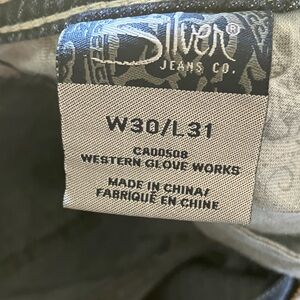 Silver®
JEANS CO.
W30/L31
CA00508
WESTERN GLOVE WORKS
MADE IN CHINA/
FABRIQUÉ EN CHINE